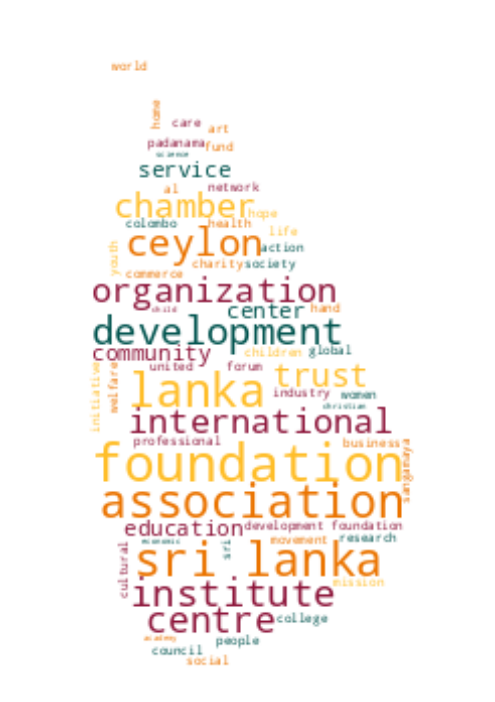 world
home
care
art
padanama
fund
science
service
al
network
chamber
hope
colombo
health
life
ceylon
action
youth
charity
society
commerce
organization
child
center
hand
development
community
children
global
united
forum
initiative
welfare
lanka
trust
industry
women
christian
international
professional
business
foundation
sangamaya
association
education
development foundation
economic
sri
movement
research
cultural
sri lanka
mission
institute
centre
college
academy
people
council
social